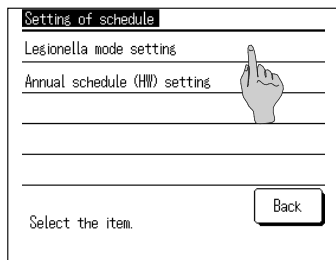 Setting of schedule
Legionella mode setting
Annual schedule (HW) setting
Back
Select the item.